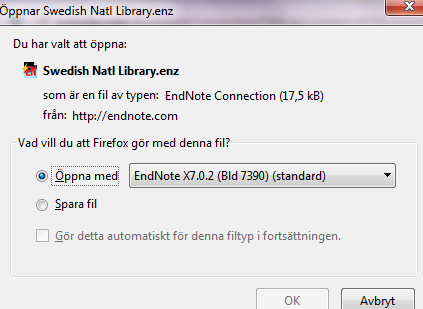 Öppnar Swedish Natl Library.enz
Du har valt att öppna:
Swedish Natl Library.enz
som är en fil av typen: EndNote Connection (17,5 kB)
från: http://endnote.com
Vad vill du att Firefox gör med denna fil?
Öppna med EndNote X7.0.2 (Bld 7390) (standard)
Spara fil
Gör detta automatiskt för denna filtyp i fortsättningen.
OK Avbryt